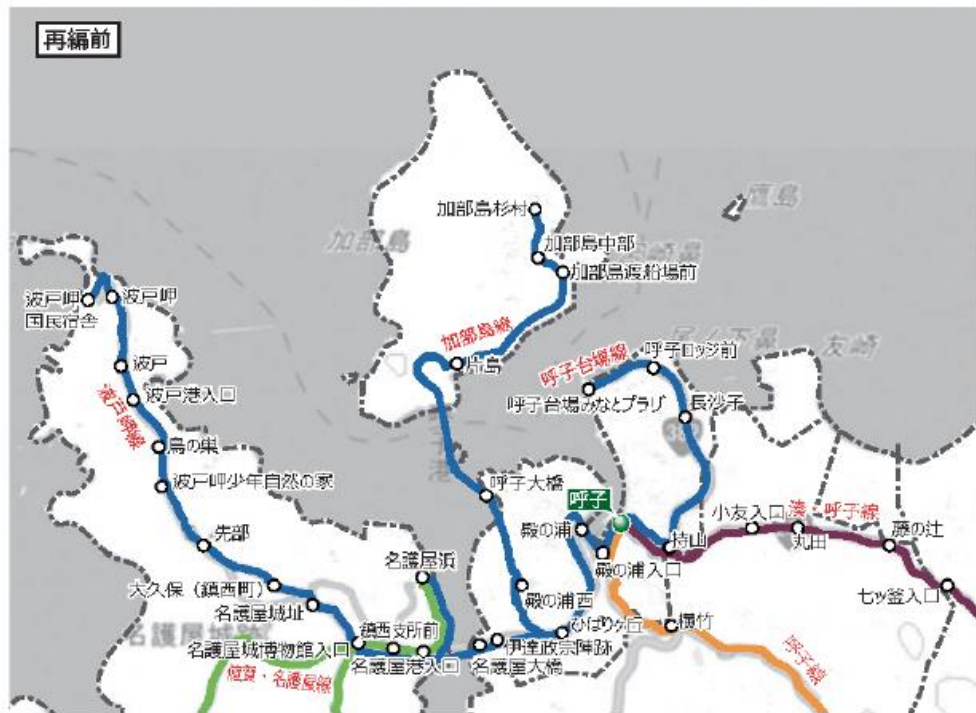 再編前
加部島杉村
鷹島
加部島
加部島中部
加部島渡船場前
波戸岬
国民宿舎
波戸岬
加部島線
片島
呼子台場線
呼子ロッジ前
友崎
波戸
呼子台場みなとプラザ
波戸港入口
長沙子
波戸岬線
鳥の巣
波戸岬少年自然の家
呼子大橋
呼子
小友入口
湊・呼子線
先部
殿の浦
持山
丸田
藤の辻
名護屋浜
殿の浦入口
大久保（鎮西町）
殿の浦西
七ッ釜入口
名護屋城址
鎮西支所前
ひばりヶ丘
横竹
名護屋城博物館入口
伊達政宗陣跡
名護屋港入口
名護屋大橋
呼子線